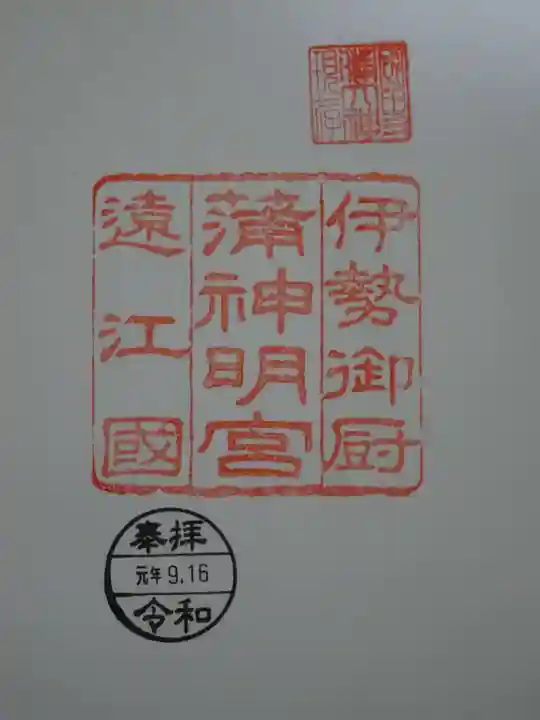 伊勢御厨
蒲神明宮
遠江國
奉拝
元年9.16
令和